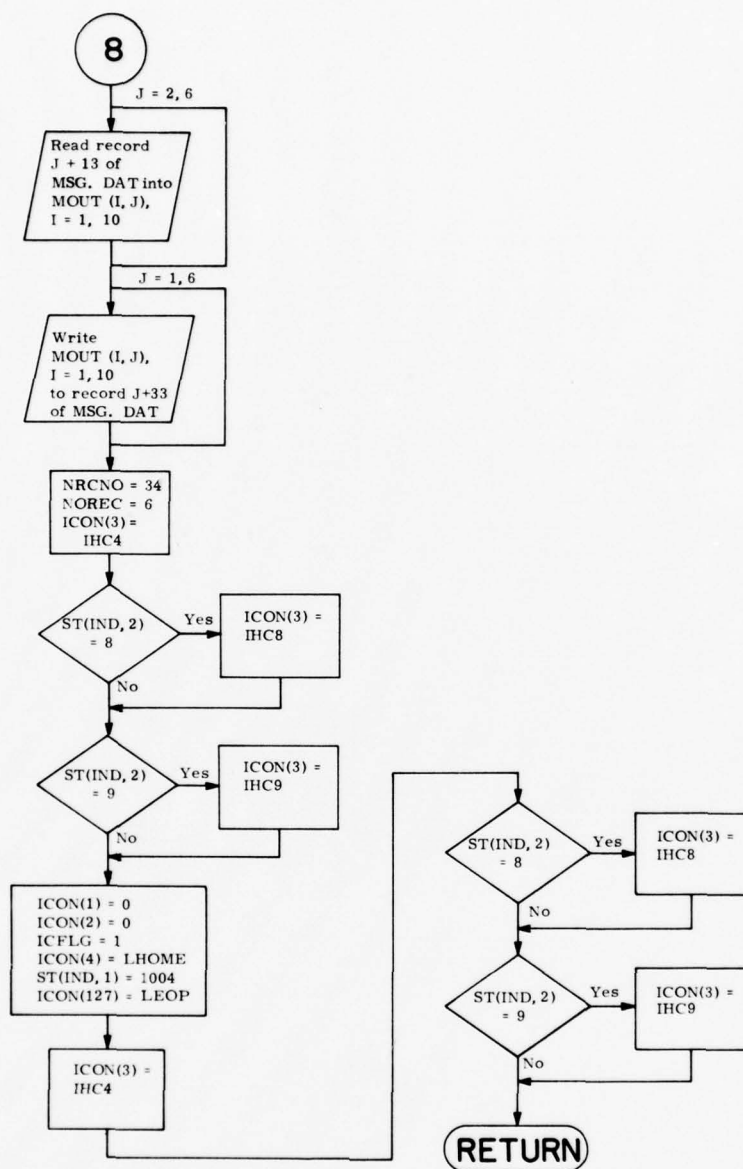 8
J = 2, 6
Read record
J + 13 of
MSG. DAT into
MOUT (I, J),
I = 1, 10
J = 1, 6
Write
MOUT (I, J),
I = 1, 10
to record J+33
of MSG. DAT
NRCNO = 34
NOREC = 6
ICON(3) =
IHC4
ST(IND, 2)
= 8
Yes
ICON(3) =
IHC8
No
ST(IND, 2)
= 9
Yes
ICON(3) =
IHC9
No
ICON(1) = 0
ICON(2) = 0
ICFLG = 1
ICON(4) = LHOME
ST(IND, 1) = 1004
ICON(127) = LEOP
ICON(3) =
IHC4
ST(IND, 2)
= 8
Yes
ICON(3) =
IHC8
No
ST(IND, 2)
= 9
Yes
ICON(3) =
IHC9
No
RETURN